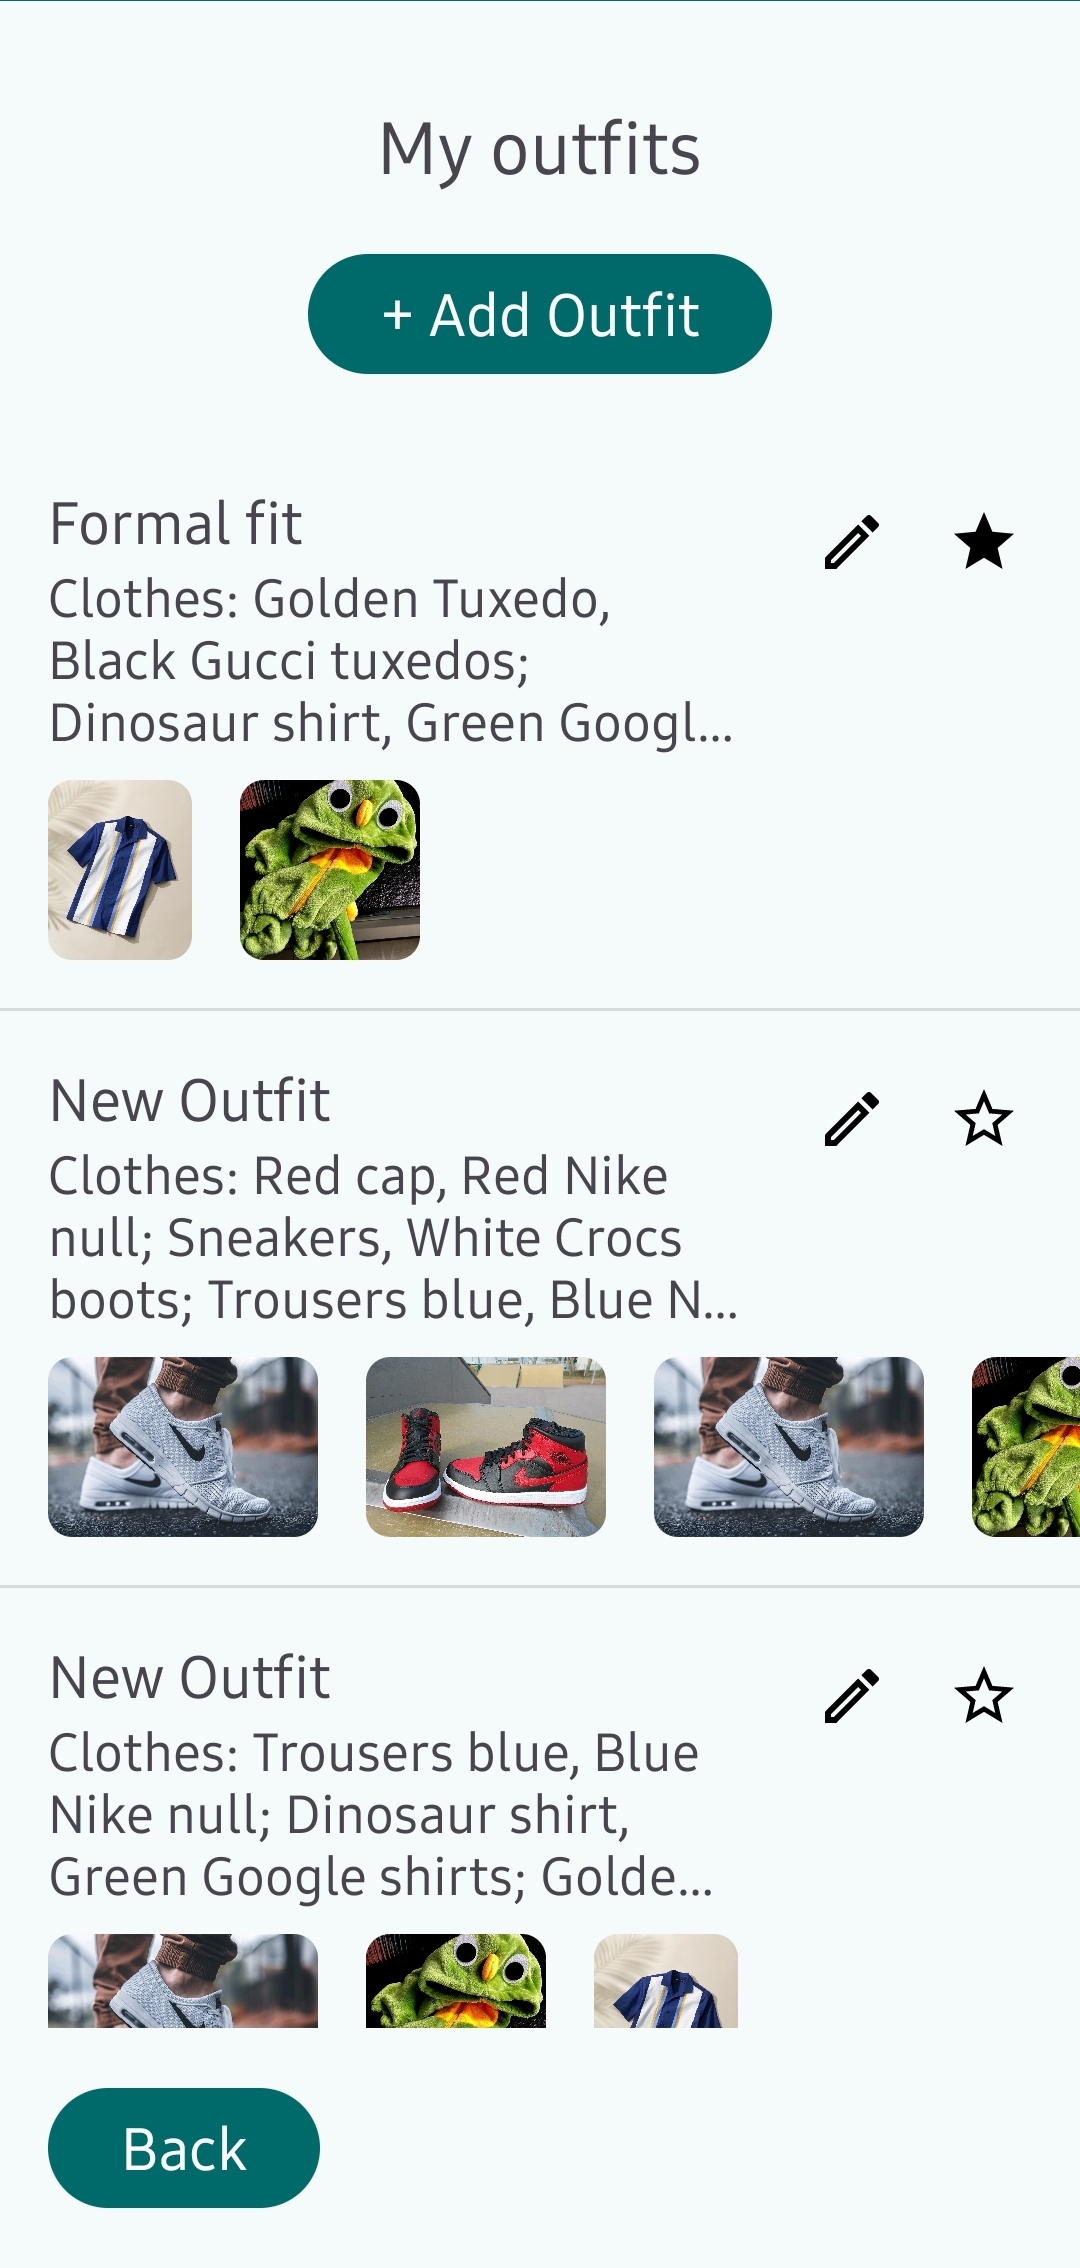 My outfits
+ Add Outfit
Formal fit
Clothes: Golden Tuxedo,
Black Gucci tuxedos;
Dinosaur shirt, Green Googl...
New Outfit
Clothes: Red cap, Red Nike
null; Sneakers, White Crocs
boots; Trousers blue, Blue N...
New Outfit
Clothes: Trousers blue, Blue
Nike null; Dinosaur shirt,
Green Google shirts; Golde...
Back